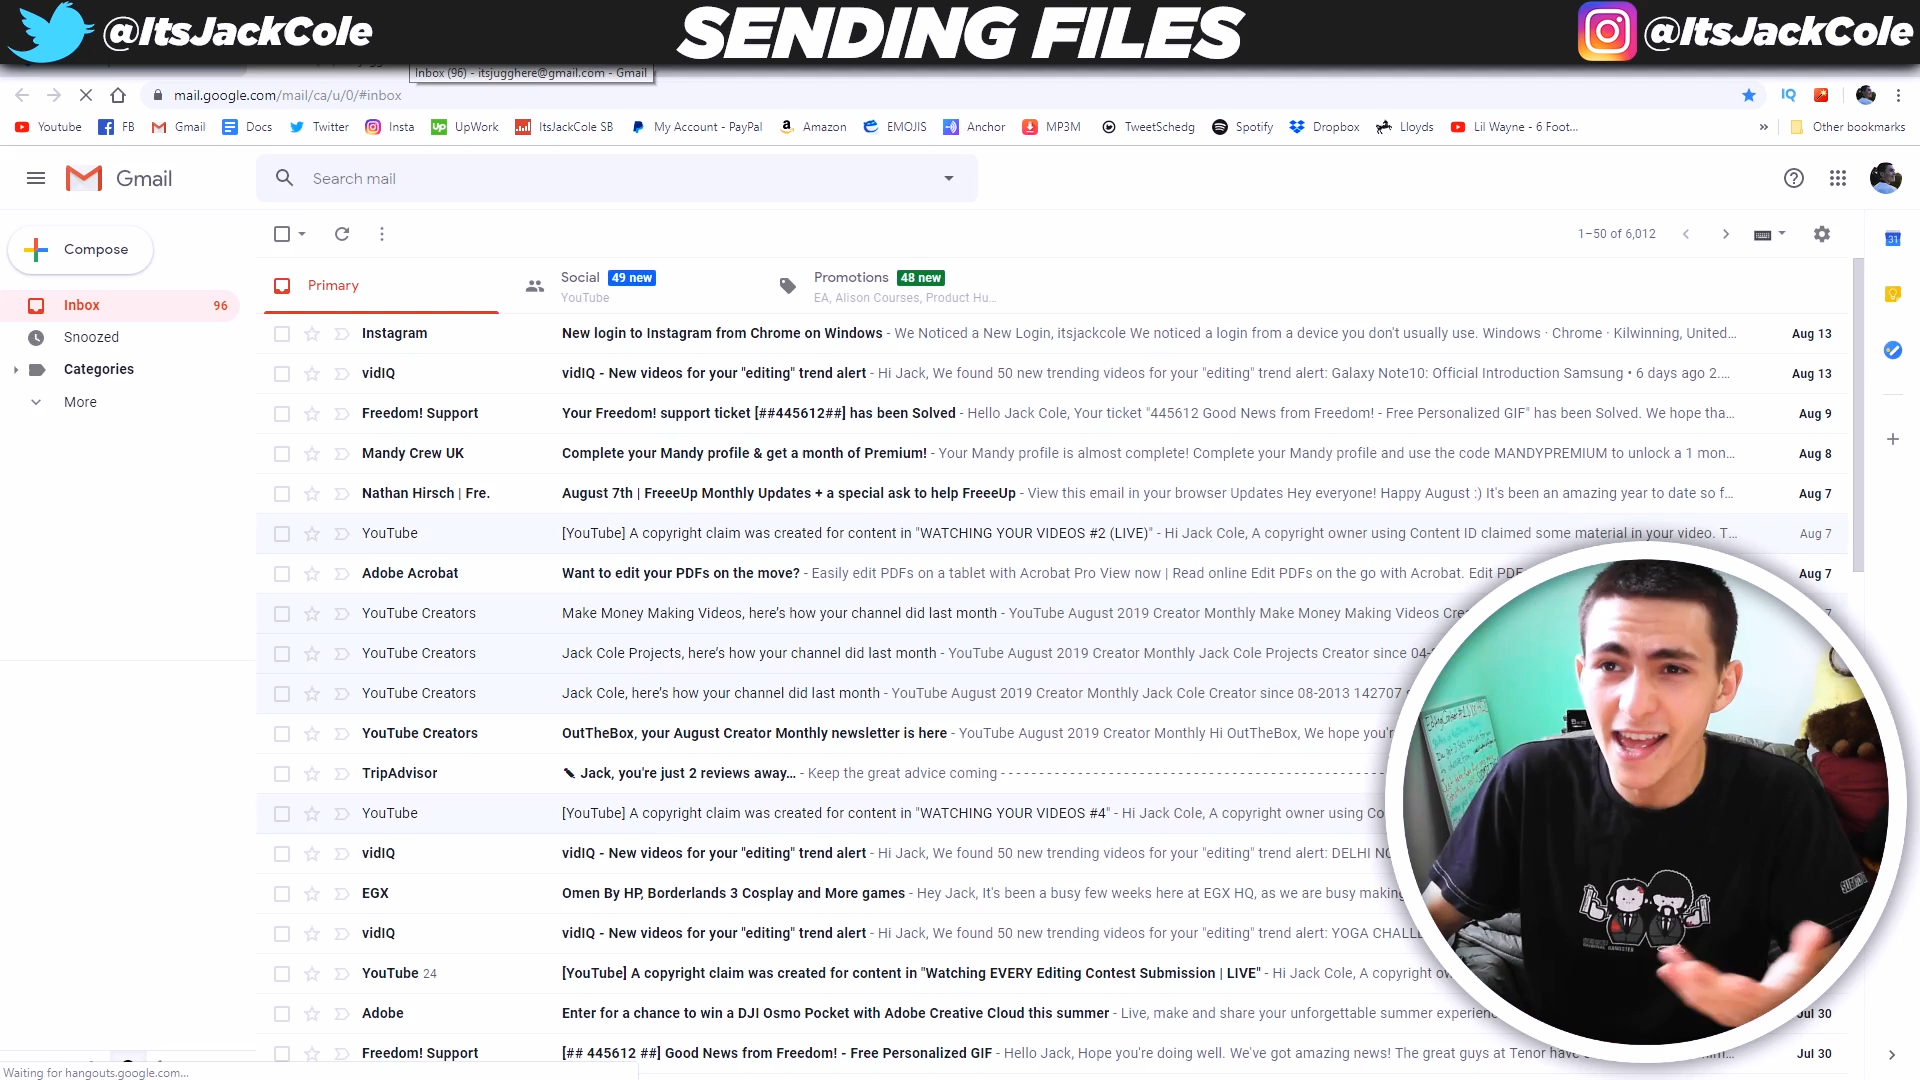 @ItsJackCole SENDING FILES @ItsJackCole
Inbox (96) - itsjugghere@gmail.com - Gmail
mail.google.com/mail/ca/u/0/#inbox IQ
Youtube FB Gmail Docs Twitter Insta Up UpWork ItsJackCole SB My Account - PayPal Amazon EMOJIS Anchor MP3M TweetSchedg Spotify Dropbox Lloyds Lil Wayne - 6 Foot... » Other bookmarks
Gmail Search mail
Compose 1–50 of 6,012 31
Primary Social 49 new Promotions 48 new
YouTube EA, Alison Courses, Product Hu…
Inbox 96
Snoozed
Categories
More
Instagram New login to Instagram from Chrome on Windows - We Noticed a New Login, itsjackcole We noticed a login from a device you don't usually use. Windows · Chrome · Kilwinning, United… Aug 13
vidIQ vidIQ - New videos for your "editing" trend alert - Hi Jack, We found 50 new trending videos for your "editing" trend alert: Galaxy Note10: Official Introduction Samsung • 6 days ago 2.… Aug 13
Freedom! Support Your Freedom! support ticket [##445612##] has been Solved - Hello Jack Cole, Your ticket "445612 Good News from Freedom! - Free Personalized GIF" has been Solved. We hope tha… Aug 9
Mandy Crew UK Complete your Mandy profile & get a month of Premium! - Your Mandy profile is almost complete! Complete your Mandy profile and use the code MANDYPREMIUM to unlock a 1 mon… Aug 8
Nathan Hirsch | Fre. August 7th | FreeeUp Monthly Updates + a special ask to help FreeeUp - View this email in your browser Updates Hey everyone! Happy August :) It's been an amazing year to date so f… Aug 7
YouTube [YouTube] A copyright claim was created for content in "WATCHING YOUR VIDEOS #2 (LIVE)" - Hi Jack Cole, A copyright owner using Content ID claimed some material in your video. T… Aug 7
Adobe Acrobat Want to edit your PDFs on the move? - Easily edit PDFs on a tablet with Acrobat Pro View now | Read online Edit PDFs on the go with Acrobat. Edit PDF Aug 7
YouTube Creators Make Money Making Videos, here's how your channel did last month - YouTube August 2019 Creator Monthly Make Money Making Videos 7
YouTube Creators Jack Cole Projects, here's how your channel did last month - YouTube August 2019 Creator Monthly Jack Cole Projects Creator since 04-
YouTube Creators Jack Cole, here's how your channel did last month - YouTube August 2019 Creator Monthly Jack Cole Creator since 08-2013 142707
YouTube Creators OutTheBox, your August Creator Monthly newsletter is here - YouTube August 2019 Creator Monthly Hi OutTheBox, We hope you'r
TripAdvisor ✎ Jack, you're just 2 reviews away... - Keep the great advice coming - - - - - - - - - - - - - - - - - - - - - - - - - - - - - - - - - - - - - - - - - - - - - - - - - -
YouTube [YouTube] A copyright claim was created for content in "WATCHING YOUR VIDEOS #4" - Hi Jack Cole, A copyright owner using Co
vidIQ vidIQ - New videos for your "editing" trend alert - Hi Jack, We found 50 new trending videos for your "editing" trend alert: DELHI
EGX Omen By HP, Borderlands 3 Cosplay and More games - Hey Jack, It's been a busy few weeks here at EGX HQ, as we are busy making
vidIQ vidIQ - New videos for your "editing" trend alert - Hi Jack, We found 50 new trending videos for your "editing" trend alert: YOGA CHALLE
YouTube 24 [YouTube] A copyright claim was created for content in "Watching EVERY Editing Contest Submission | LIVE" - Hi Jack Cole, A copyright
Adobe Enter for a chance to win a DJI Osmo Pocket with Adobe Creative Cloud this summer - Live, make and share your unforgettable summer Jul 30
Freedom! Support [## 445612 ##] Good News from Freedom! - Free Personalized GIF - Hello Jack, Hope you're doing well. We've got amazing news! The great guys at Tenor Jul 30
Waiting for hangouts.google.com...